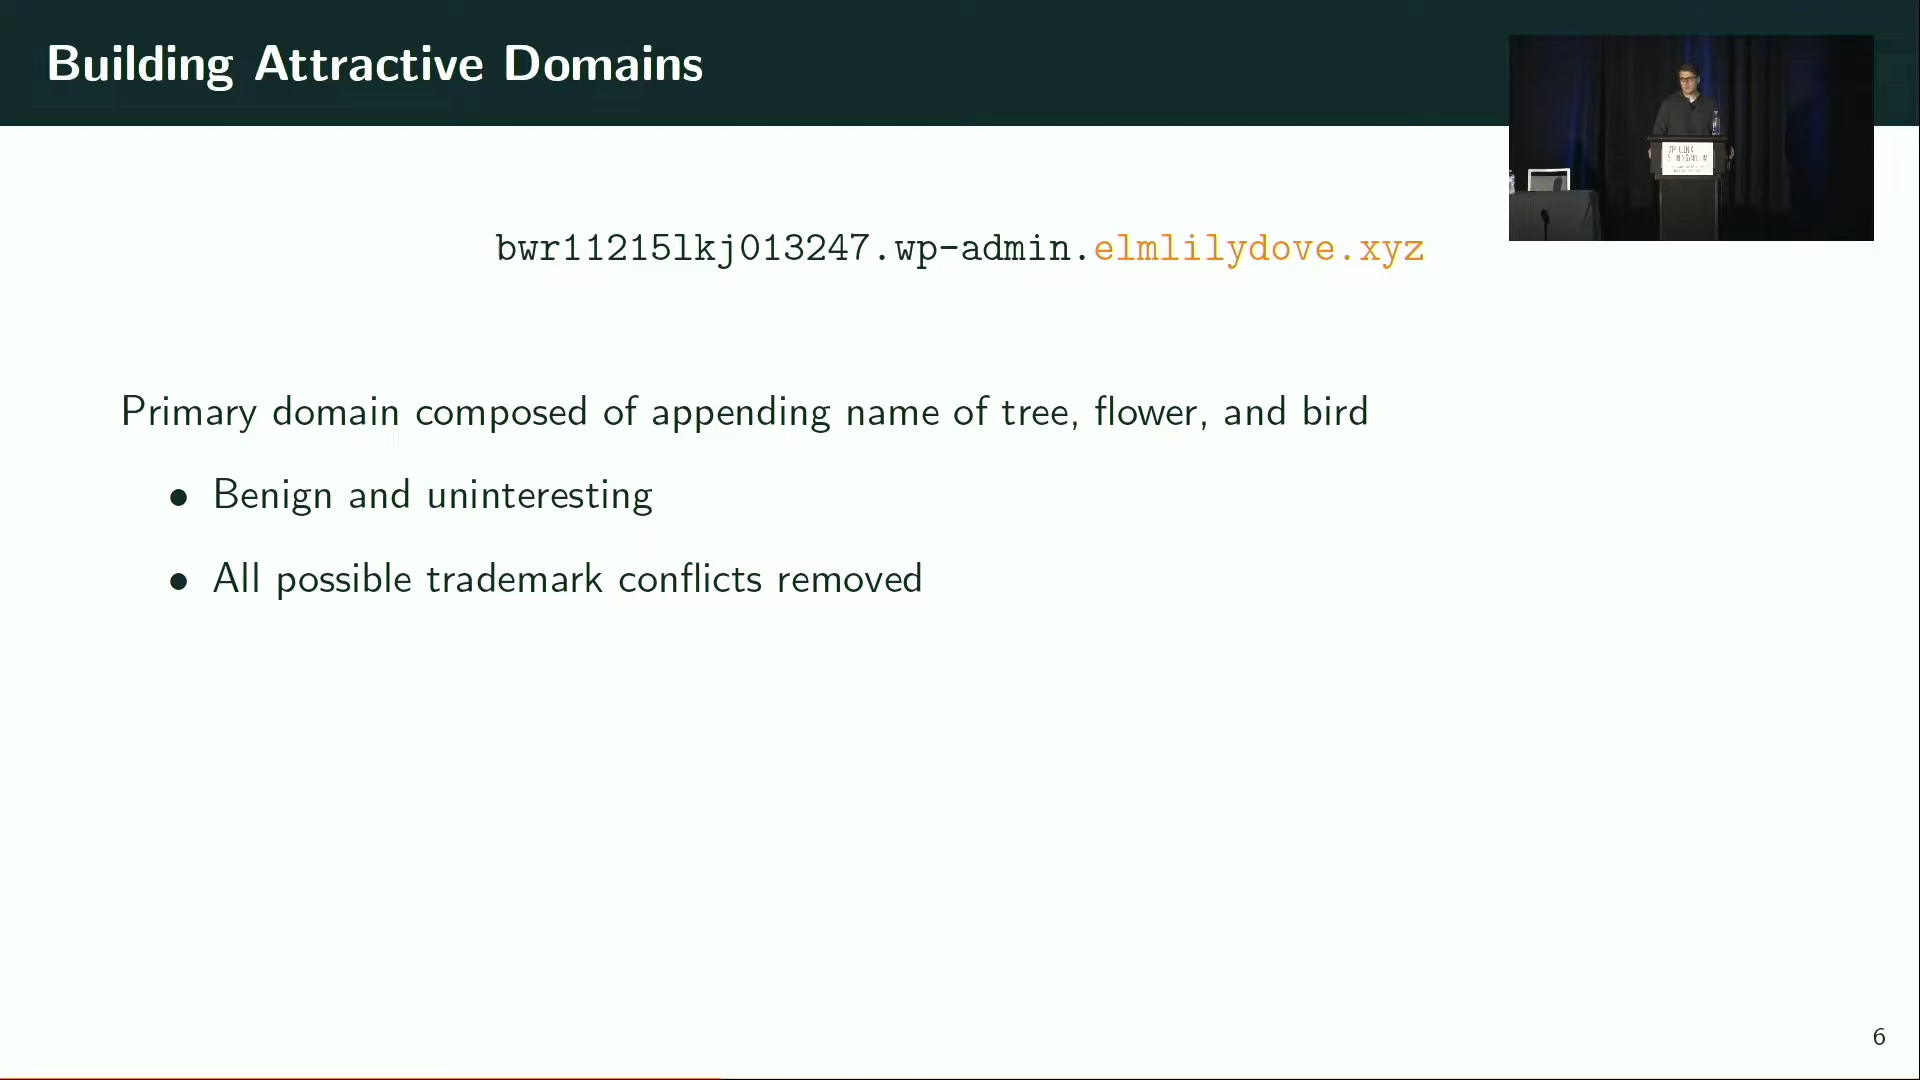 Building Attractive Domains
bwr11215lkj013247.wp-admin.elmlilydove.xyz
Primary domain composed of appending name of tree, flower, and bird
• Benign and uninteresting
• All possible trademark conflicts removed
6